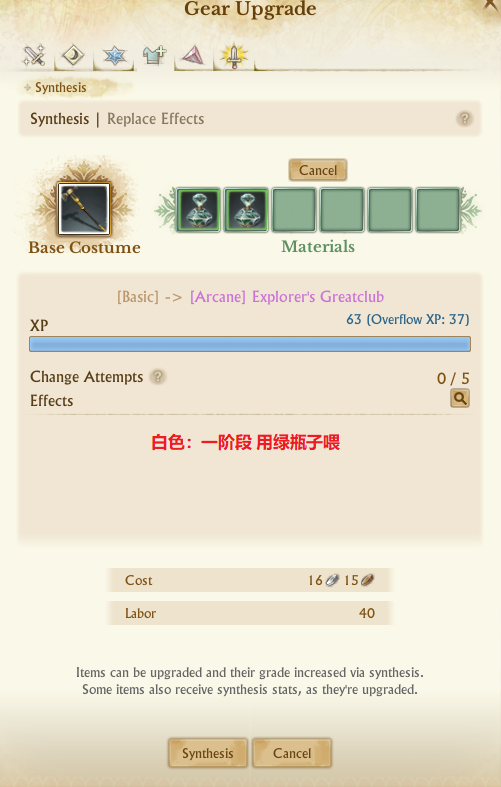 Gear Upgrade
Synthesis
Synthesis | Replace Effects
?
Cancel
Base Costume
Materials
[Basic] -> [Arcane] Explorer's Greatclub
XP 63 (Overflow XP: 37)
Change Attempts ? 0 / 5
Effects
白色：一阶段 用绿瓶子喂
Cost 16 15
Labor 40
Items can be upgraded and their grade increased via synthesis.
Some items also receive synthesis stats, as they're upgraded.
Synthesis Cancel